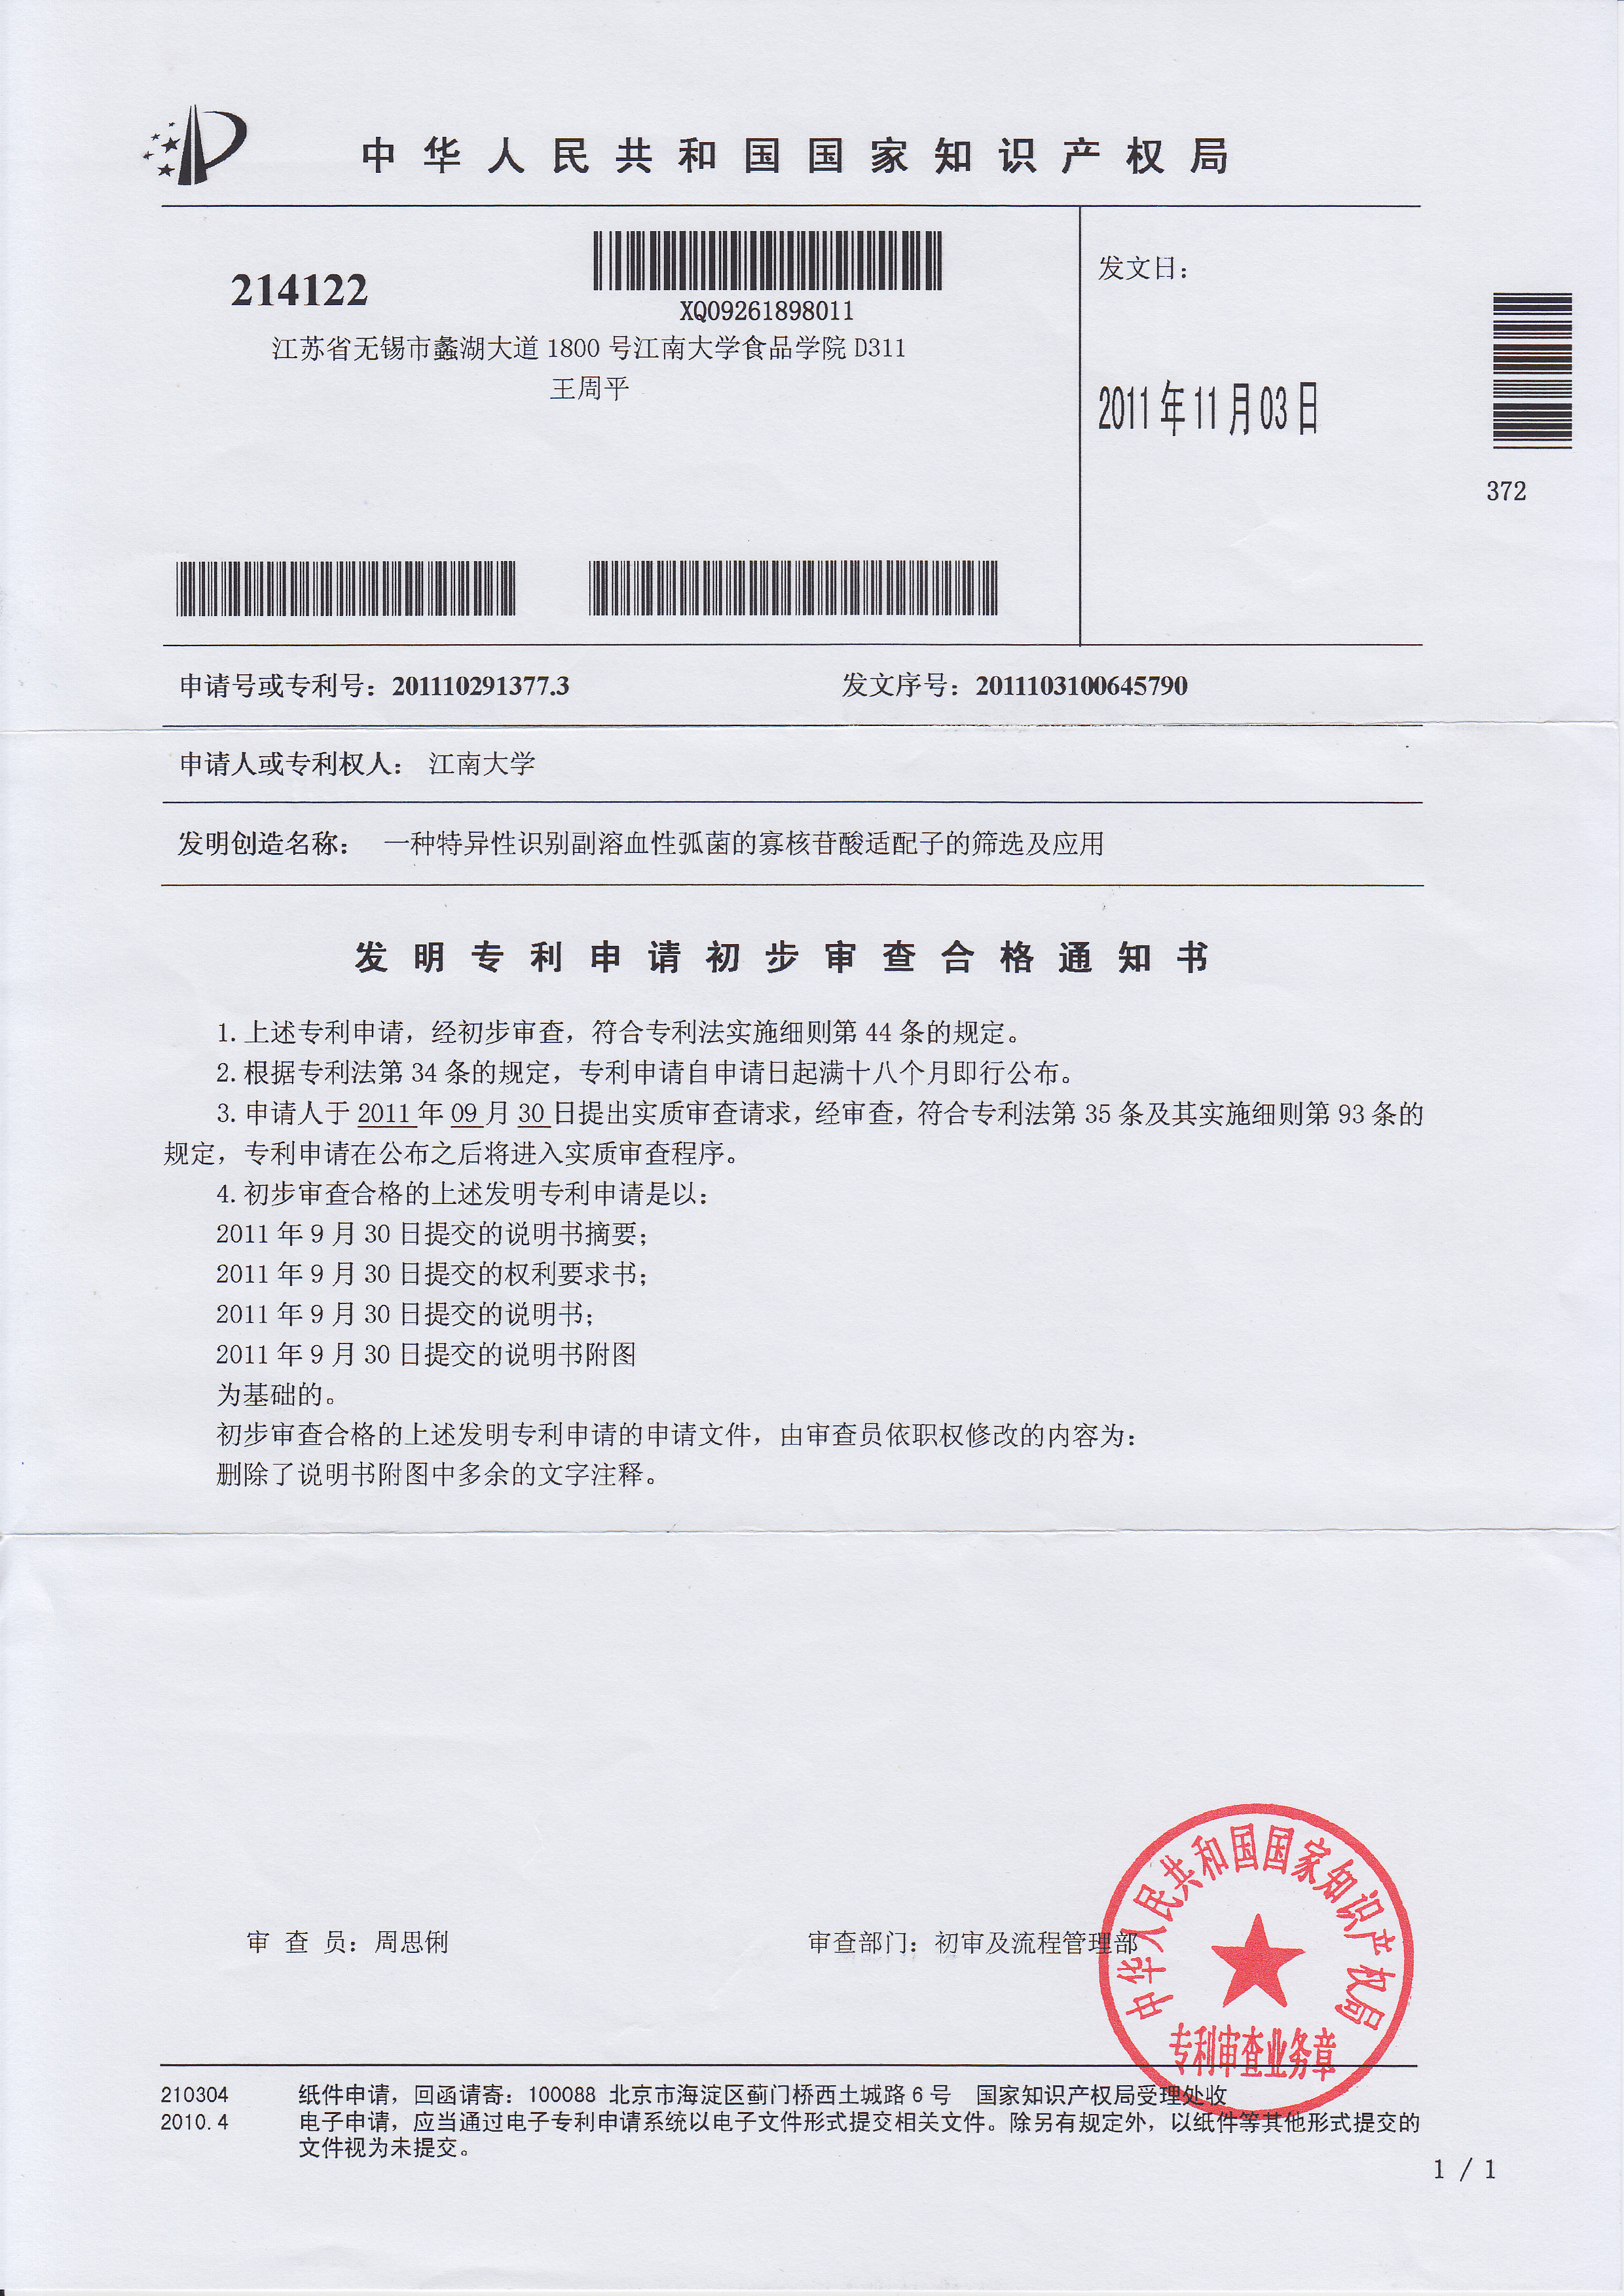 中华人民共和国国家知识产权局
214122
XQ09261898011
江苏省无锡市蠡湖大道 1800 号江南大学食品学院 D311
王周平
发文日：
2011 年 11 月 03 日
372
申请号或专利号：201110291377.3
发文序号：2011103100645790
申请人或专利权人： 江南大学
发明创造名称： 一种特异性识别副溶血性弧菌的寡核苷酸适配子的筛选及应用
发明专利申请初步审查合格通知书
1. 上述专利申请，经初步审查，符合专利法实施细则第 44 条的规定。
2. 根据专利法第 34 条的规定，专利申请自申请日起满十八个月即行公布。
3. 申请人于 2011 年 09 月 30 日提出实质审查请求，经审查，符合专利法第 35 条及其实施细则第 93 条的
规定，专利申请在公布之后将进入实质审查程序。
4. 初步审查合格的上述发明专利申请是以：
2011 年 9 月 30 日提交的说明书摘要；
2011 年 9 月 30 日提交的权利要求书；
2011 年 9 月 30 日提交的说明书；
2011 年 9 月 30 日提交的说明书附图
为基础的。
初步审查合格的上述发明专利申请的申请文件，由审查员依职权修改的内容为：
删除了说明书附图中多余的文字注释。
审 查 员：周思俐
审查部门：初审及流程管理部
中华人民共和国国家知识产权局
专利审查业务章
210304 纸件申请，回函请寄：100088 北京市海淀区蓟门桥西土城路 6 号 国家知识产权局受理处收
2010. 4 电子申请，应当通过电子专利申请系统以电子文件形式提交相关文件。除另有规定外，以纸件等其他形式提交的
文件视为未提交。
1 / 1